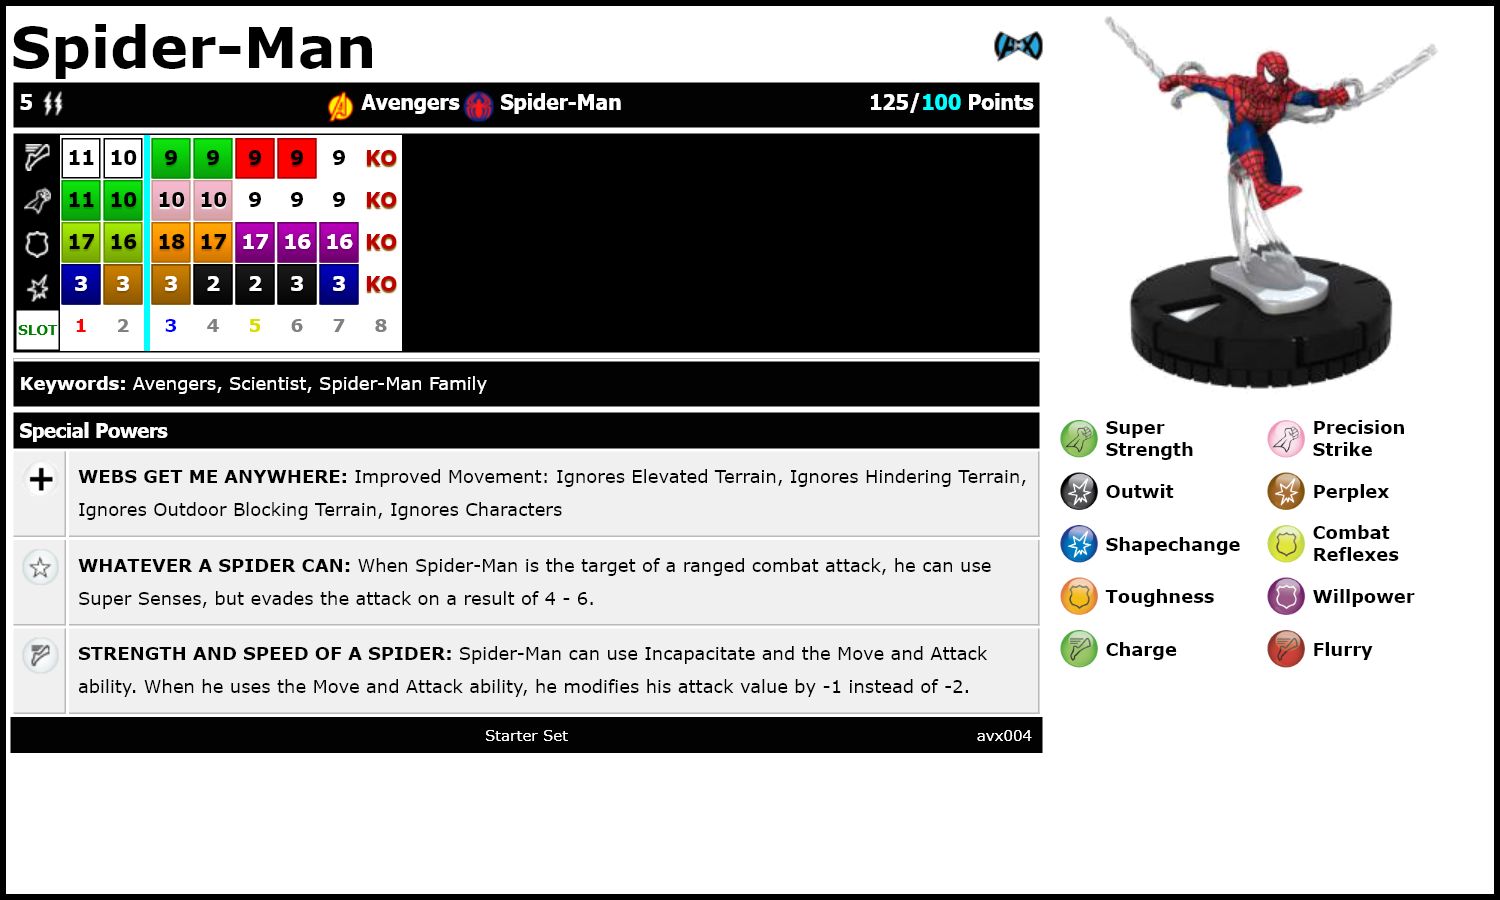 Spider-Man
AVX
5 Avengers Spider-Man 125/100 Points
11 10 9 9 9 9 9 KO
11 10 10 10 9 9 9 KO
17 16 18 17 17 16 16 KO
3 3 3 2 2 3 3 KO
SLOT 1 2 3 4 5 6 7 8
Keywords: Avengers, Scientist, Spider-Man Family
Special Powers
WEBS GET ME ANYWHERE: Improved Movement: Ignores Elevated Terrain, Ignores Hindering Terrain,
Ignores Outdoor Blocking Terrain, Ignores Characters
WHATEVER A SPIDER CAN: When Spider-Man is the target of a ranged combat attack, he can use
Super Senses, but evades the attack on a result of 4 - 6.
STRENGTH AND SPEED OF A SPIDER: Spider-Man can use Incapacitate and the Move and Attack
ability. When he uses the Move and Attack ability, he modifies his attack value by -1 instead of -2.
Starter Set avx004
Super
Strength
Precision
Strike
Outwit
Perplex
Shapechange
Combat
Reflexes
Toughness
Willpower
Charge
Flurry